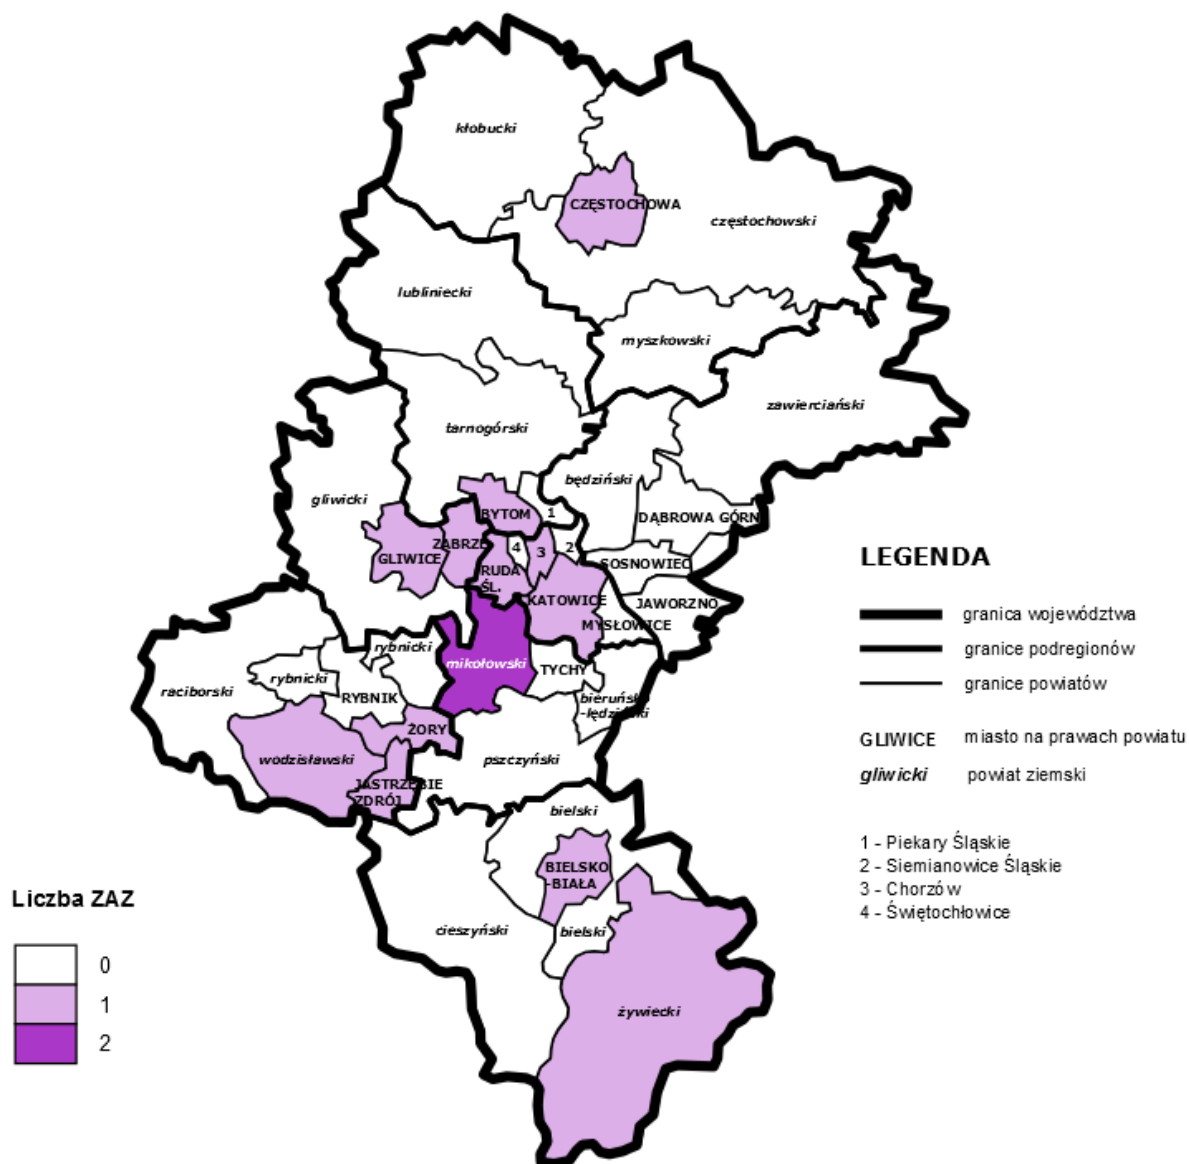 kłobucki
CZĘSTOCHOWA
częstochowski
lubliniecki
myszkowski
zawierciański
tarnogórski
będziński
gliwicki
BYTOM
1
DĄBROWA GÓRN
ZABRZE
GLIWICE
4
3
2
SOSNOWIEC
RUDA
ŚL.
KATOWICE
JAWORZNO
MYSŁOWICE
rybnicki
mikołowski
TYCHY
rybnicki
raciborski
RYBNIK
bieruńsko
-lędziński
ŻORY
wodzisławski
pszczyński
JASTRZĘBIE
ZDRÓJ
bielski
BIELSKO
-BIAŁA
cieszyński
bielski
żywiecki
LEGENDA
granica województwa
granice podregionów
granice powiatów
GLIWICE miasto na prawach powiatu
gliwicki powiat ziemski
1 - Piekary Śląskie
2 - Siemianowice Śląskie
3 - Chorzów
4 - Świętochłowice
Liczba ZAZ
0
1
2